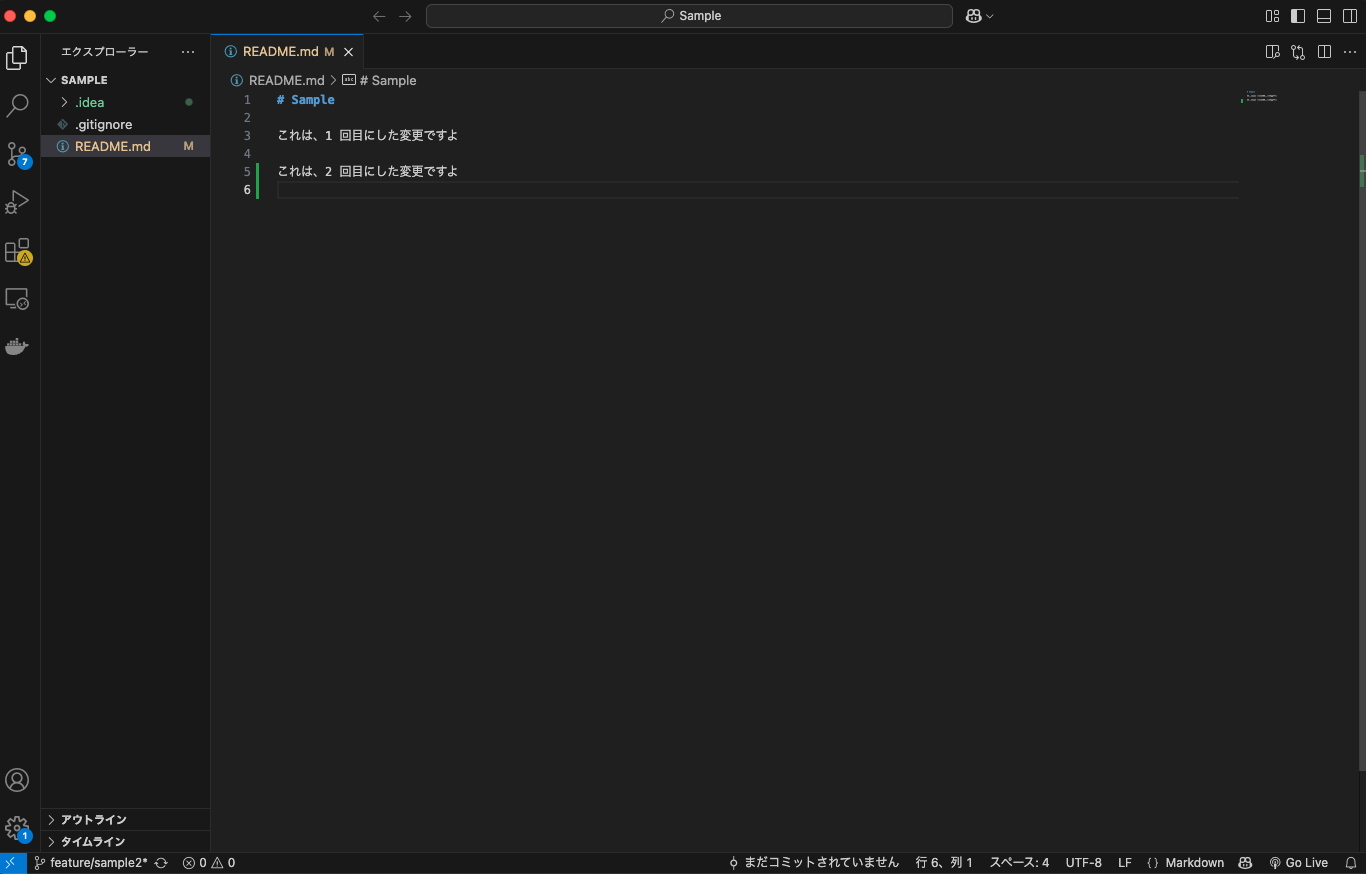 Sample
エクスプローラー
README.md M
SAMPLE
README.md > # Sample
.idea
.gitignore
README.md M
1 # Sample
2
3 これは、1 回目にした変更ですよ
4
5 これは、2 回目にした変更ですよ
6
7
アウトライン
1
タイムライン
feature/sample2* 0 0 まだコミットされていません 行 6、列 1 スペース: 4 UTF-8 LF {} Markdown Go Live